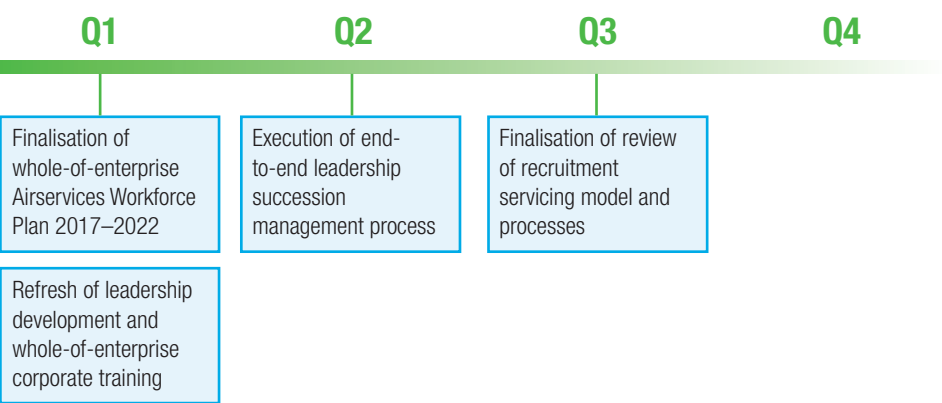 Q1 Q2 Q3 Q4
Finalisation of
whole-of-enterprise
Airservices Workforce
Plan 2017–2022
Refresh of leadership
development and
whole-of-enterprise
corporate training
Execution of end-
to-end leadership
succession
management process
Finalisation of review
of recruitment
servicing model and
processes